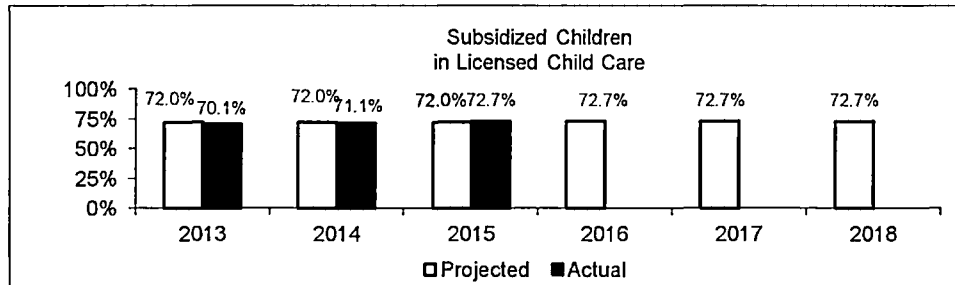 Subsidized Children
in Licensed Child Care
100%
75%
50%
25%
0%
72.0% 70.1% 72.0% 71.1% 72.0% 72.7% 72.7% 72.7% 72.7%
2013 2014 2015 2016 2017 2018
Projected Actual